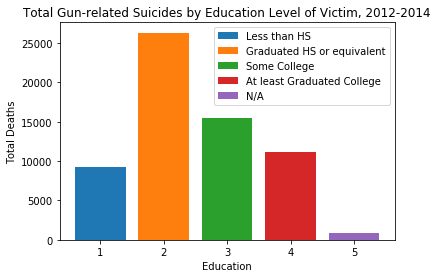 Total Gun-related Suicides by Education Level of Victim, 2012-2014
Less than HS
Graduated HS or equivalent
Some College
At least Graduated College
N/A
25000
20000
15000
10000
5000
0
Total Deaths
1 2 3 4 5
Education